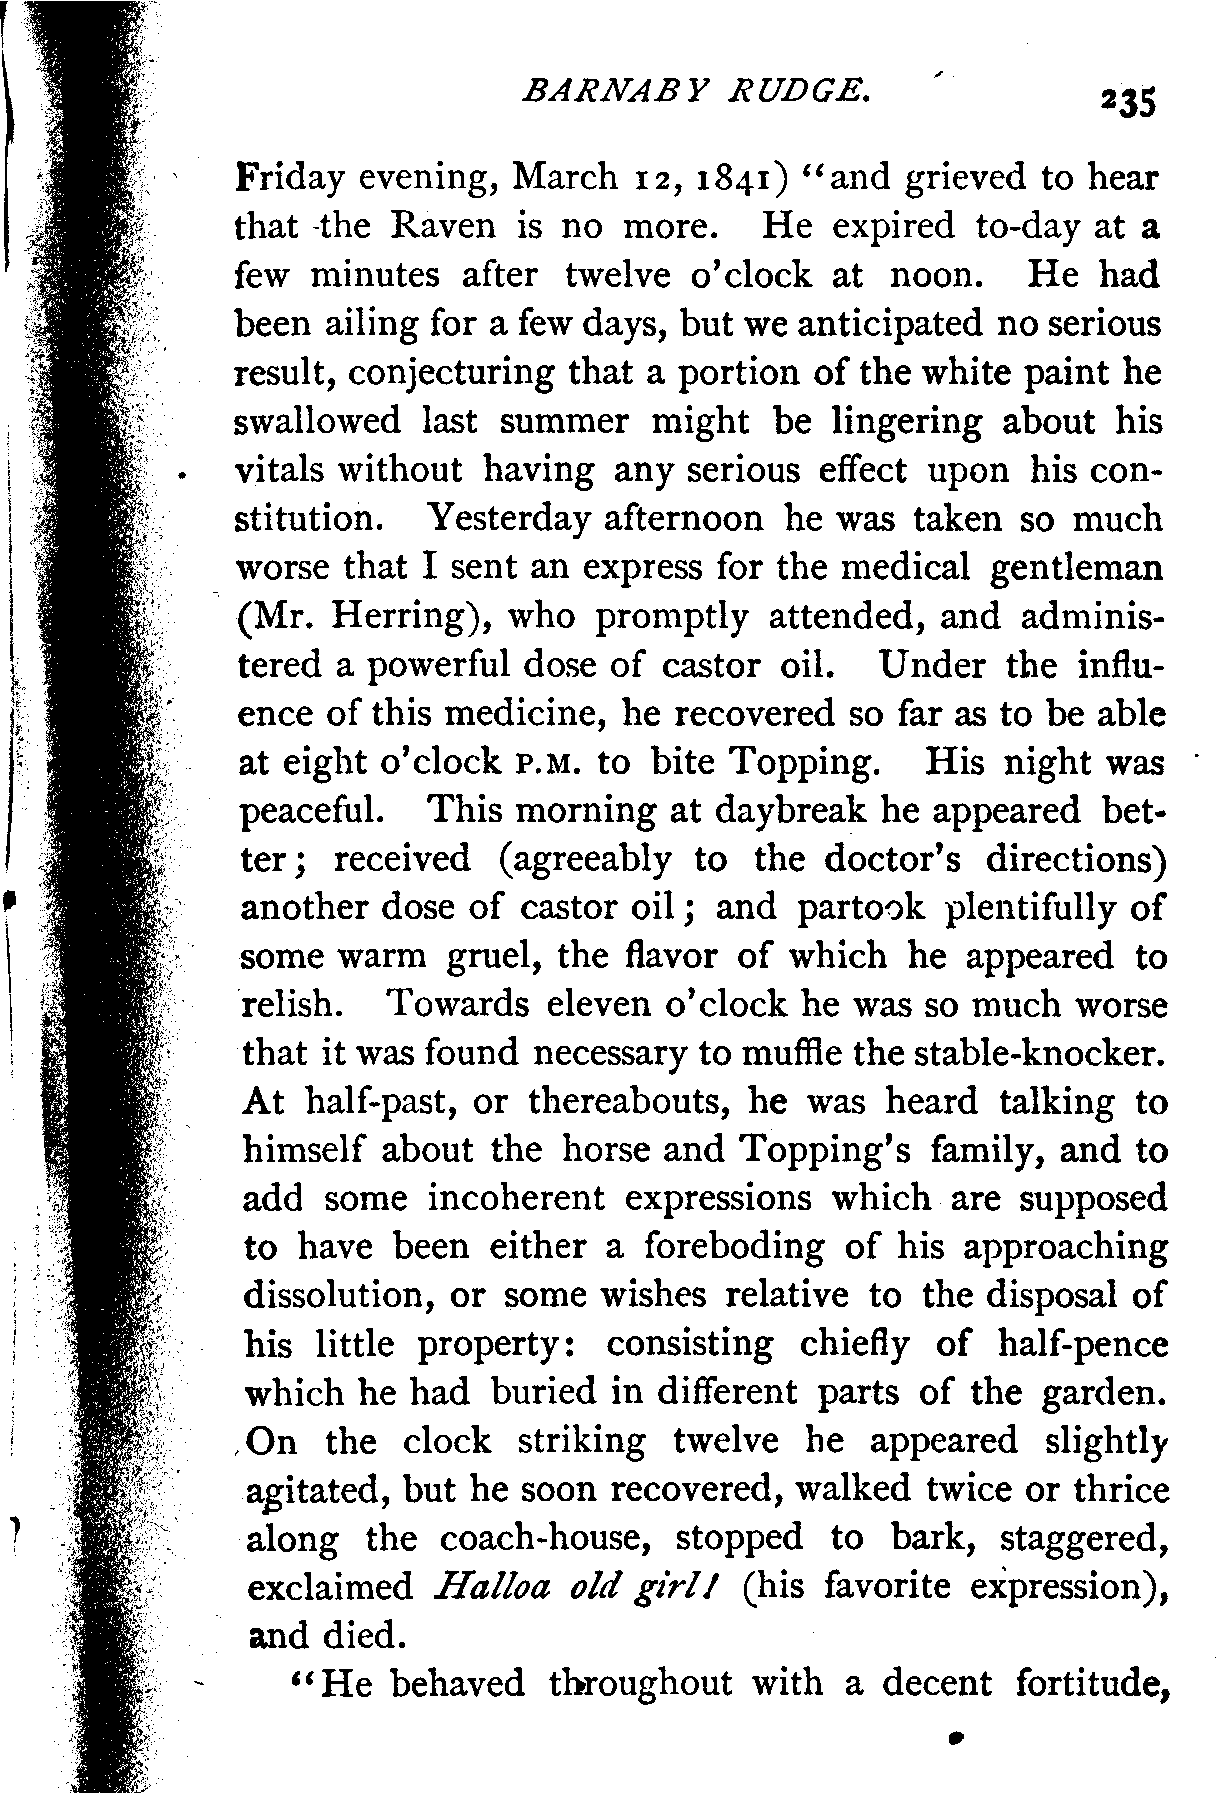 BARNABY RUDGE. 235
Friday evening, March 12, 1841) “and grieved to hear
that the Raven is no more. He expired to-day at a
few minutes after twelve o’clock at noon. He had
been ailing for a few days, but we anticipated no serious
result, conjecturing that a portion of the white paint he
swallowed last summer might be lingering about his
vitals without having any serious effect upon his con-
stitution. Yesterday afternoon he was taken so much
worse that I sent an express for the medical gentleman
(Mr. Herring), who promptly attended, and adminis-
tered a powerful dose of castor oil. Under the influ-
ence of this medicine, he recovered so far as to be able
at eight o’clock P.M. to bite Topping. His night was
peaceful. This morning at daybreak he appeared bet-
ter; received (agreeably to the doctor’s directions)
another dose of castor oil; and partook plentifully of
some warm gruel, the flavor of which he appeared to
relish. Towards eleven o’clock he was so much worse
that it was found necessary to muffle the stable-knocker.
At half-past, or thereabouts, he was heard talking to
himself about the horse and Topping’s family, and to
add some incoherent expressions which are supposed
to have been either a foreboding of his approaching
dissolution, or some wishes relative to the disposal of
his little property: consisting chiefly of half-pence
which he had buried in different parts of the garden.
On the clock striking twelve he appeared slightly
agitated, but he soon recovered, walked twice or thrice
along the coach-house, stopped to bark, staggered,
exclaimed Halloa old girl! (his favorite expression),
and died.
“He behaved throughout with a decent fortitude,